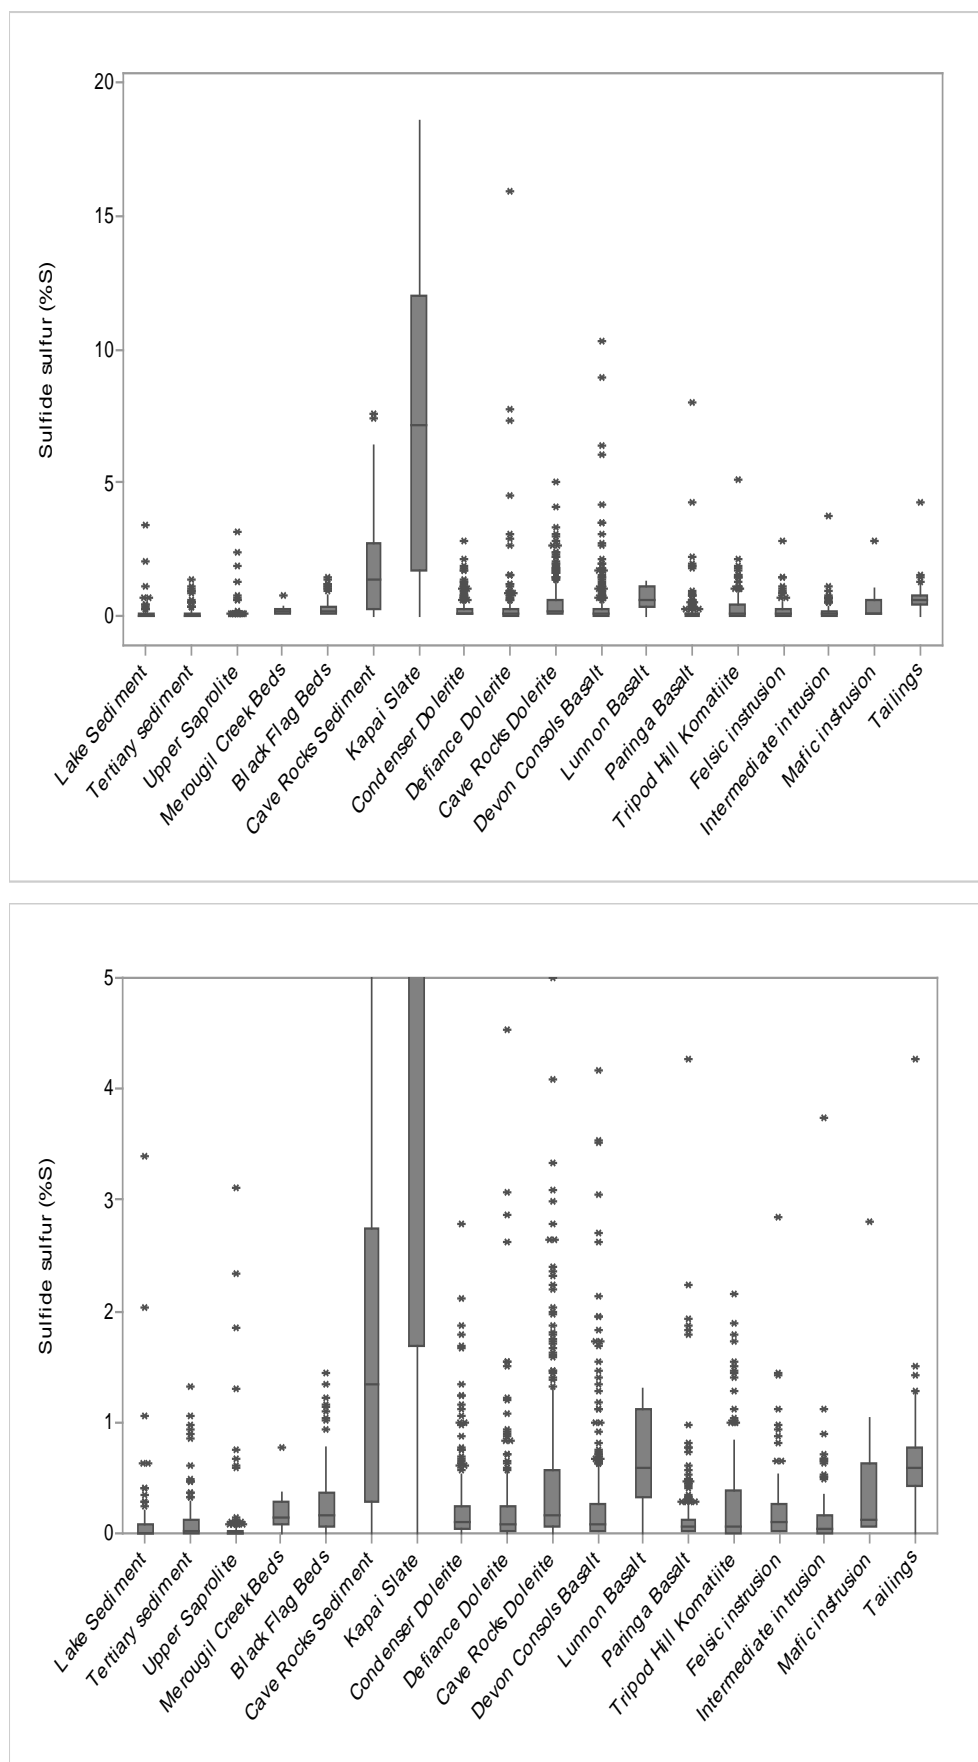 20
15
10
5
0
Sulfide sulfur (%S)
Lake Sediment
Tertiary sediment
Upper Saprolite
Merougil Creek Beds
Black Flag Beds
Cave Rocks Sediment
Kapai Slate
Condenser Dolerite
Defiance Dolerite
Cave Rocks Dolerite
Devon Consols Basalt
Lunnon Basalt
Paringa Basalt
Tripod Hill Komatiite
Felsic instrusion
Intermediate intrusion
Mafic instrusion
Tailings
5
4
3
2
1
0
Sulfide sulfur (%S)
Lake Sediment
Tertiary sediment
Upper Saprolite
Merougil Creek Beds
Black Flag Beds
Cave Rocks Sediment
Kapai Slate
Condenser Dolerite
Defiance Dolerite
Cave Rocks Dolerite
Devon Consols Basalt
Lunnon Basalt
Paringa Basalt
Tripod Hill Komatiite
Felsic instrusion
Intermediate intrusion
Mafic instrusion
Tailings